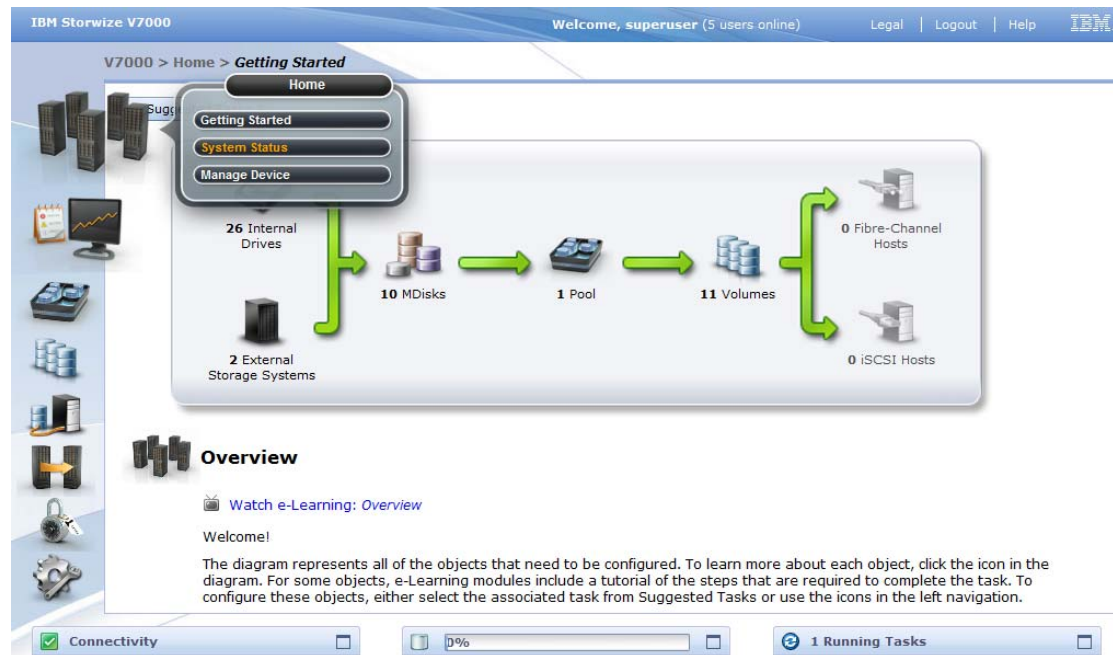 IBM Storwize V7000
Welcome, superuser (5 users online)
Legal | Logout | Help
IBM
V7000 > Home > Getting Started
Home
Getting Started
System Status
Manage Device
26 Internal
Drives
10 MDisks
1 Pool
11 Volumes
0 Fibre-Channel
Hosts
2 External
Storage Systems
0 iSCSI Hosts
Overview
Watch e-Learning: Overview
Welcome!
The diagram represents all of the objects that need to be configured. To learn more about each object, click the icon in the
diagram. For some objects, e-Learning modules include a tutorial of the steps that are required to complete the task. To
configure these objects, either select the associated task from Suggested Tasks or use the icons in the left navigation.
Connectivity
0%
1 Running Tasks